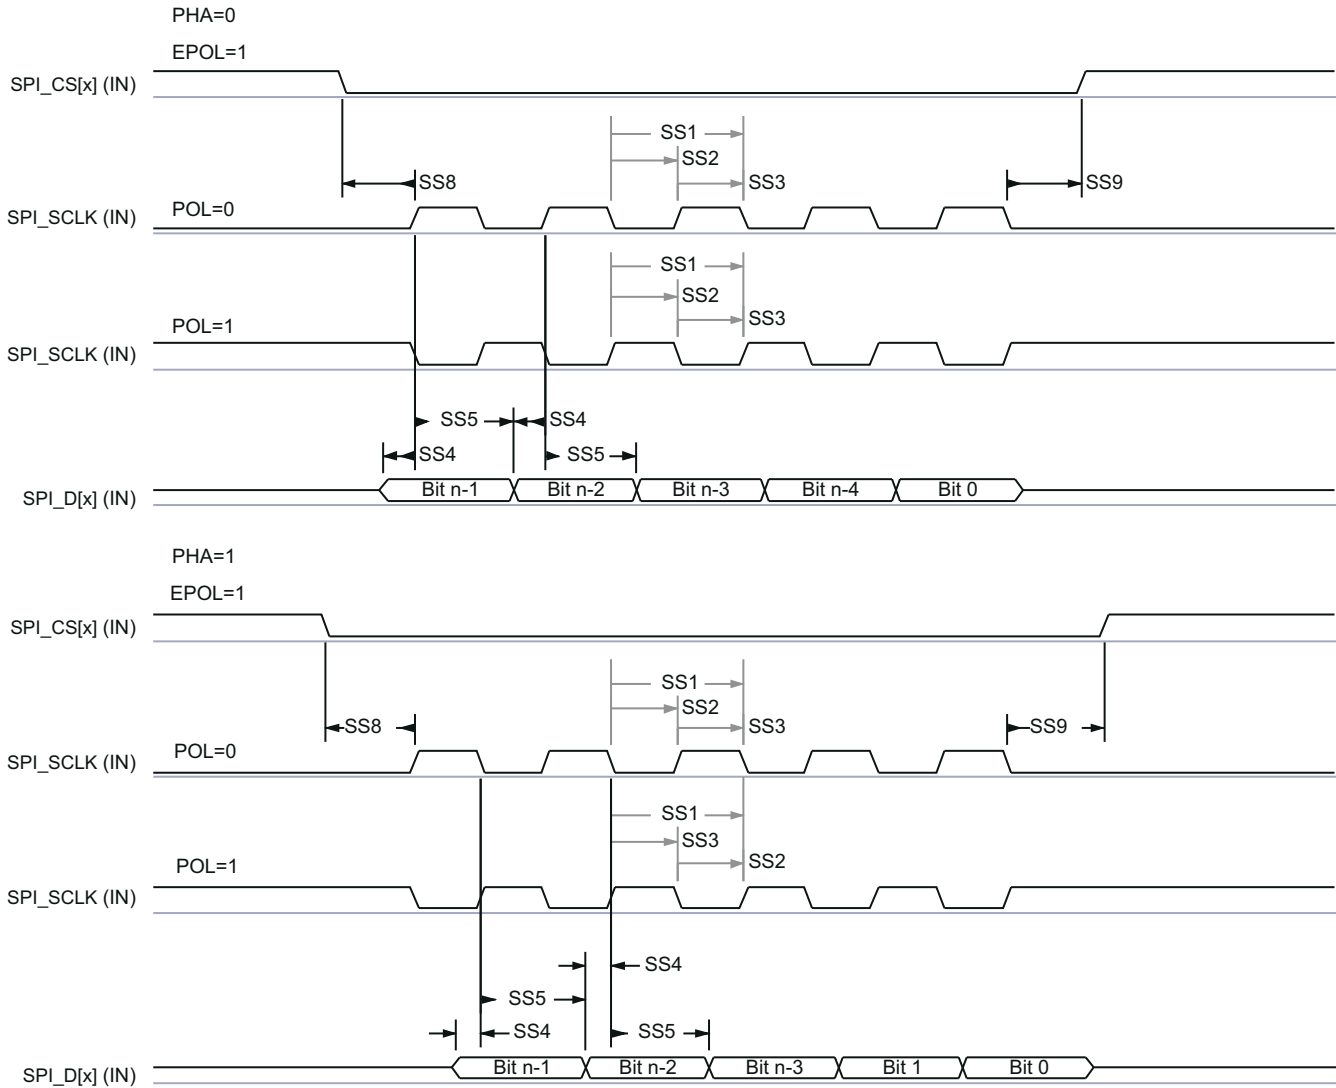 PHA=0
EPOL=1
SPI_CS[x] (IN)
SS1
SS2
SS8
SS3
SS9
POL=0
SPI_SCLK (IN)
SS1
SS2
SS3
POL=1
SPI_SCLK (IN)
SS5
SS4
SS4
SS5
SPI_D[x] (IN)
Bit n-1
Bit n-2
Bit n-3
Bit n-4
Bit 0
PHA=1
EPOL=1
SPI_CS[x] (IN)
SS1
SS2
SS8
SS3
SS9
POL=0
SPI_SCLK (IN)
SS1
SS3
SS2
POL=1
SPI_SCLK (IN)
SS4
SS5
SS4
SS5
SPI_D[x] (IN)
Bit n-1
Bit n-2
Bit n-3
Bit 1
Bit 0